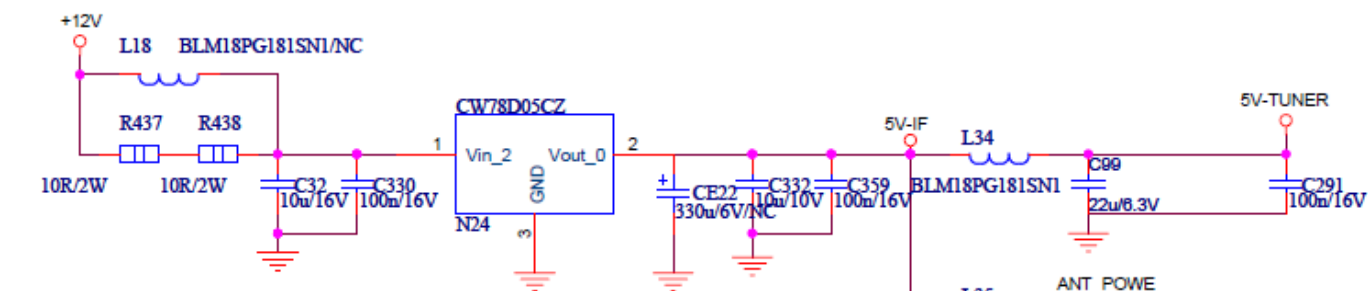 +12V
L18 BLM18PG181SN1/NC
R437 R438
10R/2W 10R/2W
C32
10u/16V
C330
100n/16V
CW78D05CZ
1 Vin_2 Vout_0 2
GND
N24
3
CE22
330u/6V/NC
C332
10u/10V
C359
100n/16V
5V-IF
L34
BLM18PG181SN1
C99
22u/6.3V
5V-TUNER
C291
100n/16V
ANT POWE